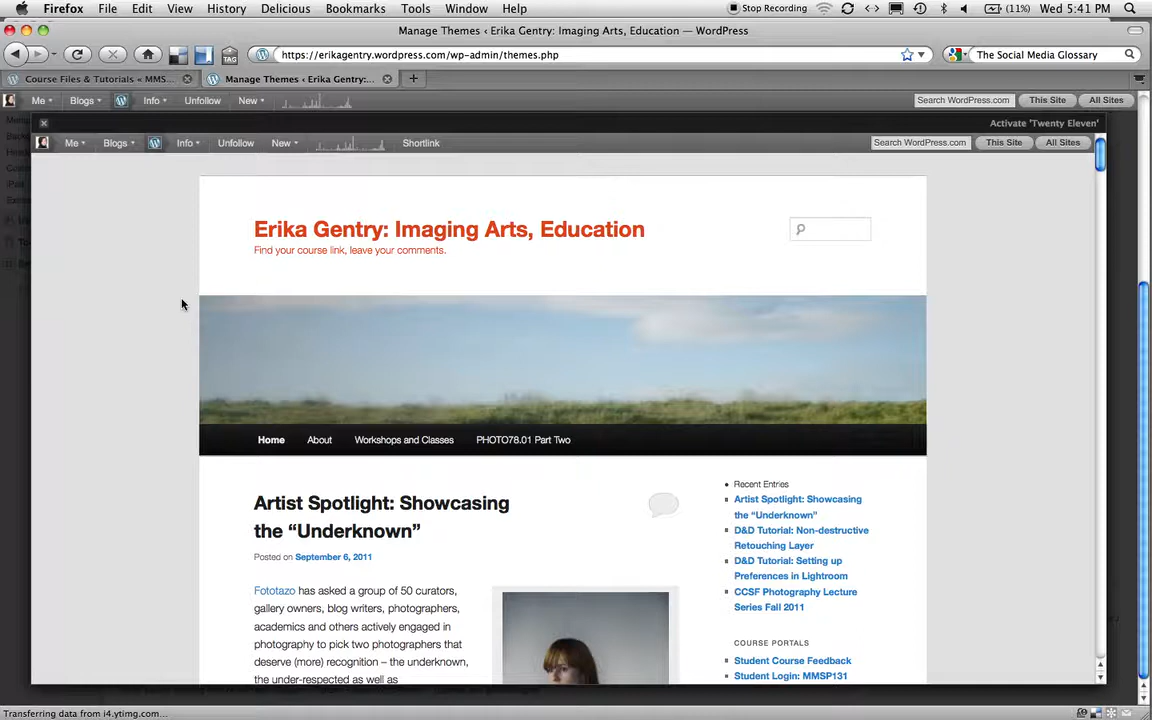 Firefox File Edit View History Delicious Bookmarks Tools Window Help Stop Recording (11%) Wed 5:41 PM
Manage Themes ‹ Erika Gentry: Imaging Arts, Education — WordPress
https://erikagentry.wordpress.com/wp-admin/themes.php The Social Media Glossary
TAG
Course Files & Tutorials « MMS... Manage Themes ‹ Erika Gentry:...
Me Blogs Info Unfollow New Search WordPress.com This Site All Sites
Activate 'Twenty Eleven'
Me Blogs Info Unfollow New Shortlink Search WordPress.com This Site All Sites
Erika Gentry: Imaging Arts, Education
Find your course link, leave your comments.
Home About Workshops and Classes PHOTO78.01 Part Two
Artist Spotlight: Showcasing
the “Underknown”
Posted on September 6, 2011
Fototazo has asked a group of 50 curators,
gallery owners, blog writers, photographers,
academics and others actively engaged in
photography to pick two photographers that
deserve (more) recognition – the underknown,
the under-respected as well as
Recent Entries
Artist Spotlight: Showcasing
the “Underknown”
D&D Tutorial: Non-destructive
Retouching Layer
D&D Tutorial: Setting up
Preferences in Lightroom
CCSF Photography Lecture
Series Fall 2011
COURSE PORTALS
Student Course Feedback
Student Login: MMSP131
Transferring data from i4.ytimg.com...